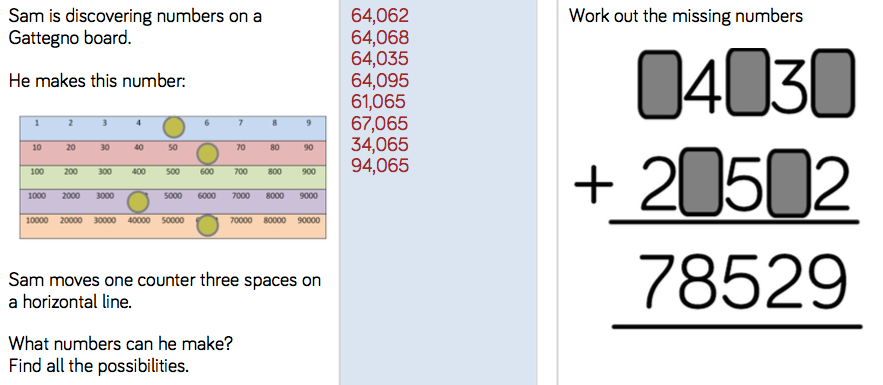 Sam is discovering numbers on a
Gattegno board.
He makes this number:
1 2 3 4 6 7 8 9
10 20 30 40 50 70 80 90
100 200 300 400 500 600 700 800 900
1000 2000 3000 5000 6000 7000 8000 9000
10000 20000 30000 40000 50000 70000 80000 90000
Sam moves one counter three spaces on
a horizontal line.
What numbers can he make?
Find all the possibilities.
64,062
64,068
64,035
64,095
61,065
67,065
34,065
94,065
Work out the missing numbers
4 3
+ 2 5 2
78529